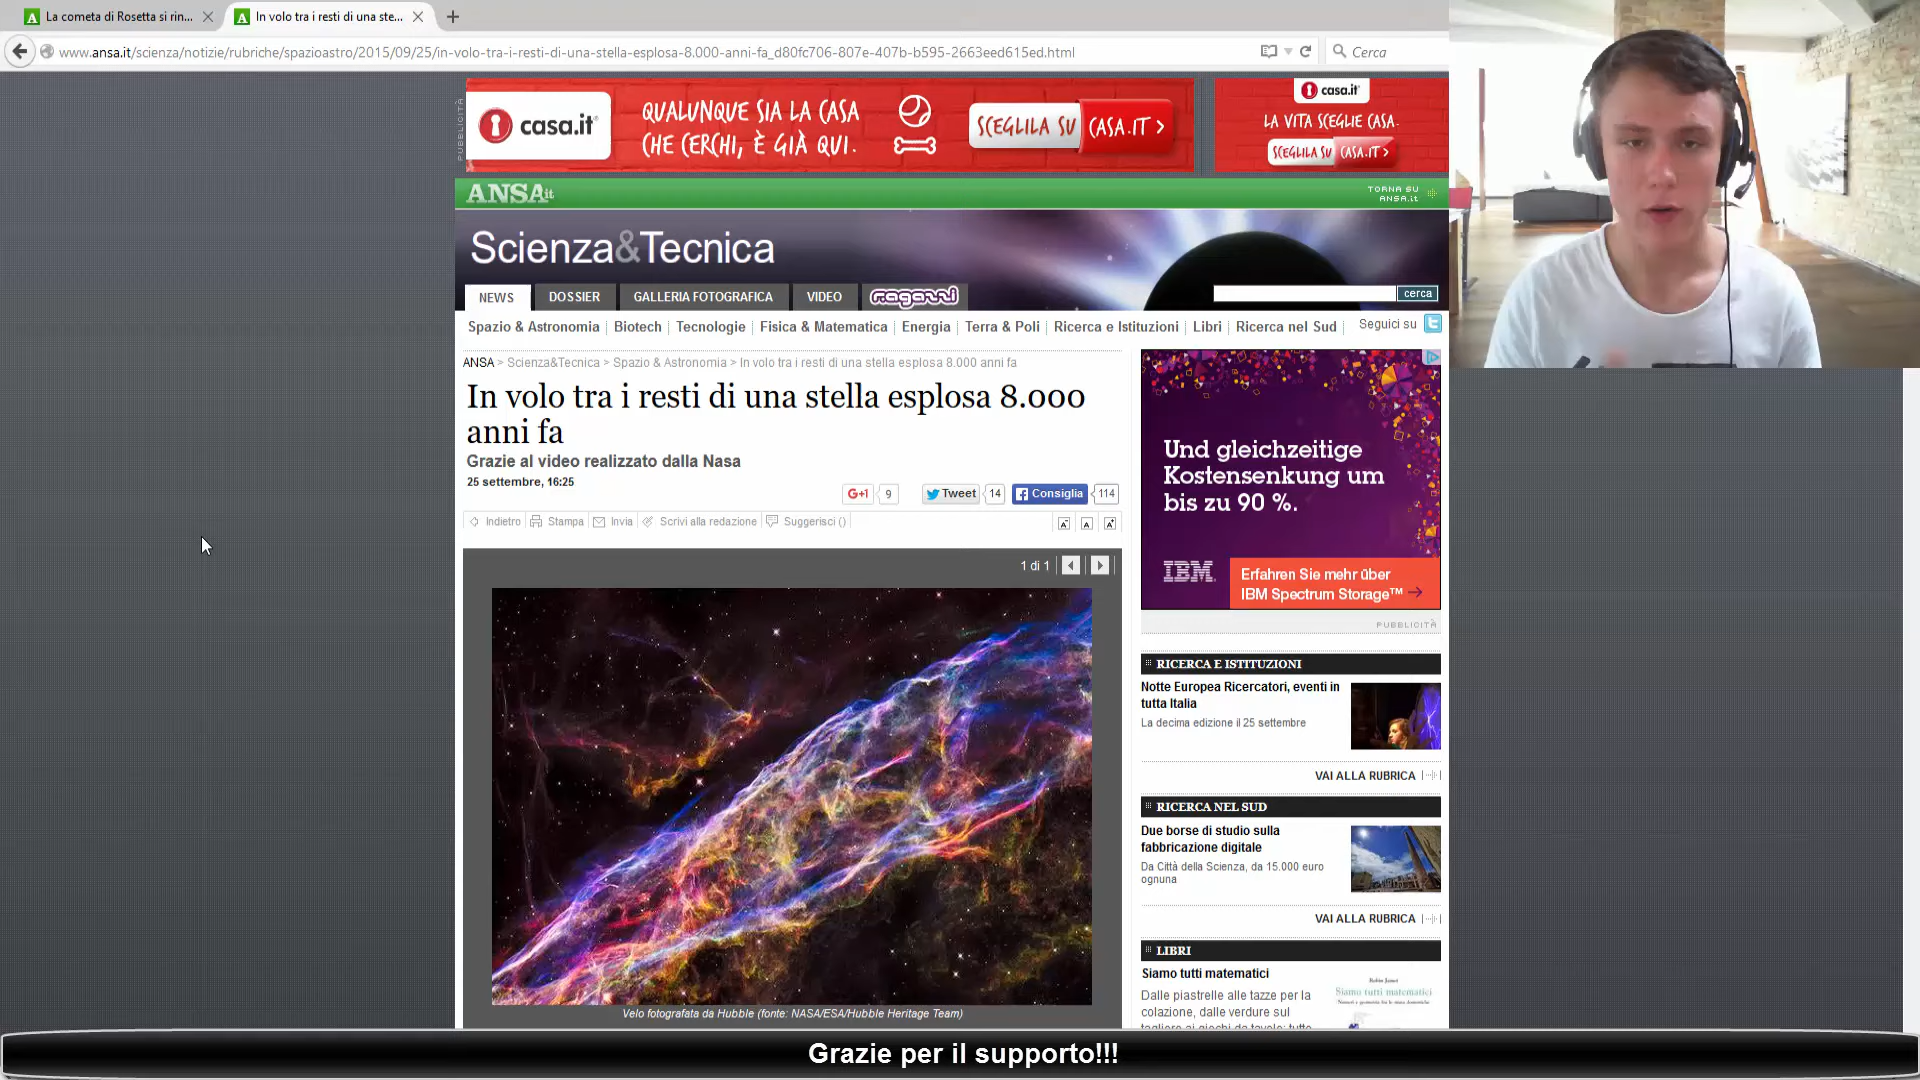 La cometa di Rosetta si rin...
In volo tra i resti di una ste...
www.ansa.it/scienza/notizie/rubriche/spazioastro/2015/09/25/in-volo-tra-i-resti-di-una-stella-esplosa-8.000-anni-fa_d80fc706-807e-407b-b595-2663eed615ed.html
Cerca
PUBBLICITÀ
casa.it
QUALUNQUE SIA LA CASA
CHE CERCHI, È GIÀ QUI.
SCEGLILA SU CASA.IT >
casa.it
LA VITA SCEGLIE CASA.
SCEGLILA SU CASA.IT >
ANSAit
TORNA SU
ANSA.it
Scienza&Tecnica
NEWS
DOSSIER
GALLERIA FOTOGRAFICA
VIDEO
ragazzi
cerca
Spazio & Astronomia
Biotech
Tecnologie
Fisica & Matematica
Energia
Terra & Poli
Ricerca e Istituzioni
Libri
Ricerca nel Sud
Seguici su
ANSA > Scienza&Tecnica > Spazio & Astronomia > In volo tra i resti di una stella esplosa 8.000 anni fa
In volo tra i resti di una stella esplosa 8.000
anni fa
Grazie al video realizzato dalla Nasa
25 settembre, 16:25
G+1 9
Tweet 14
Consiglia 114
Indietro
Stampa
Invia
Scrivi alla redazione
Suggerisci ()
1 di 1
Velo fotografata da Hubble (fonte: NASA/ESA/Hubble Heritage Team)
Und gleichzeitige
Kostensenkung um
bis zu 90 %.
IBM
Erfahren Sie mehr über
IBM Spectrum Storage™ →
PUBBLICITÀ
RICERCA E ISTITUZIONI
Notte Europea Ricercatori, eventi in
tutta Italia
La decima edizione il 25 settembre
VAI ALLA RUBRICA
RICERCA NEL SUD
Due borse di studio sulla
fabbricazione digitale
Da Città della Scienza, da 15.000 euro
ognuna
VAI ALLA RUBRICA
LIBRI
Siamo tutti matematici
Dalle piastrelle alle tazze per la
colazione, dalle verdure sul
tagliere ai giochi da tavolo: tutto
Siamo tutti matematici
Grazie per il supporto!!!